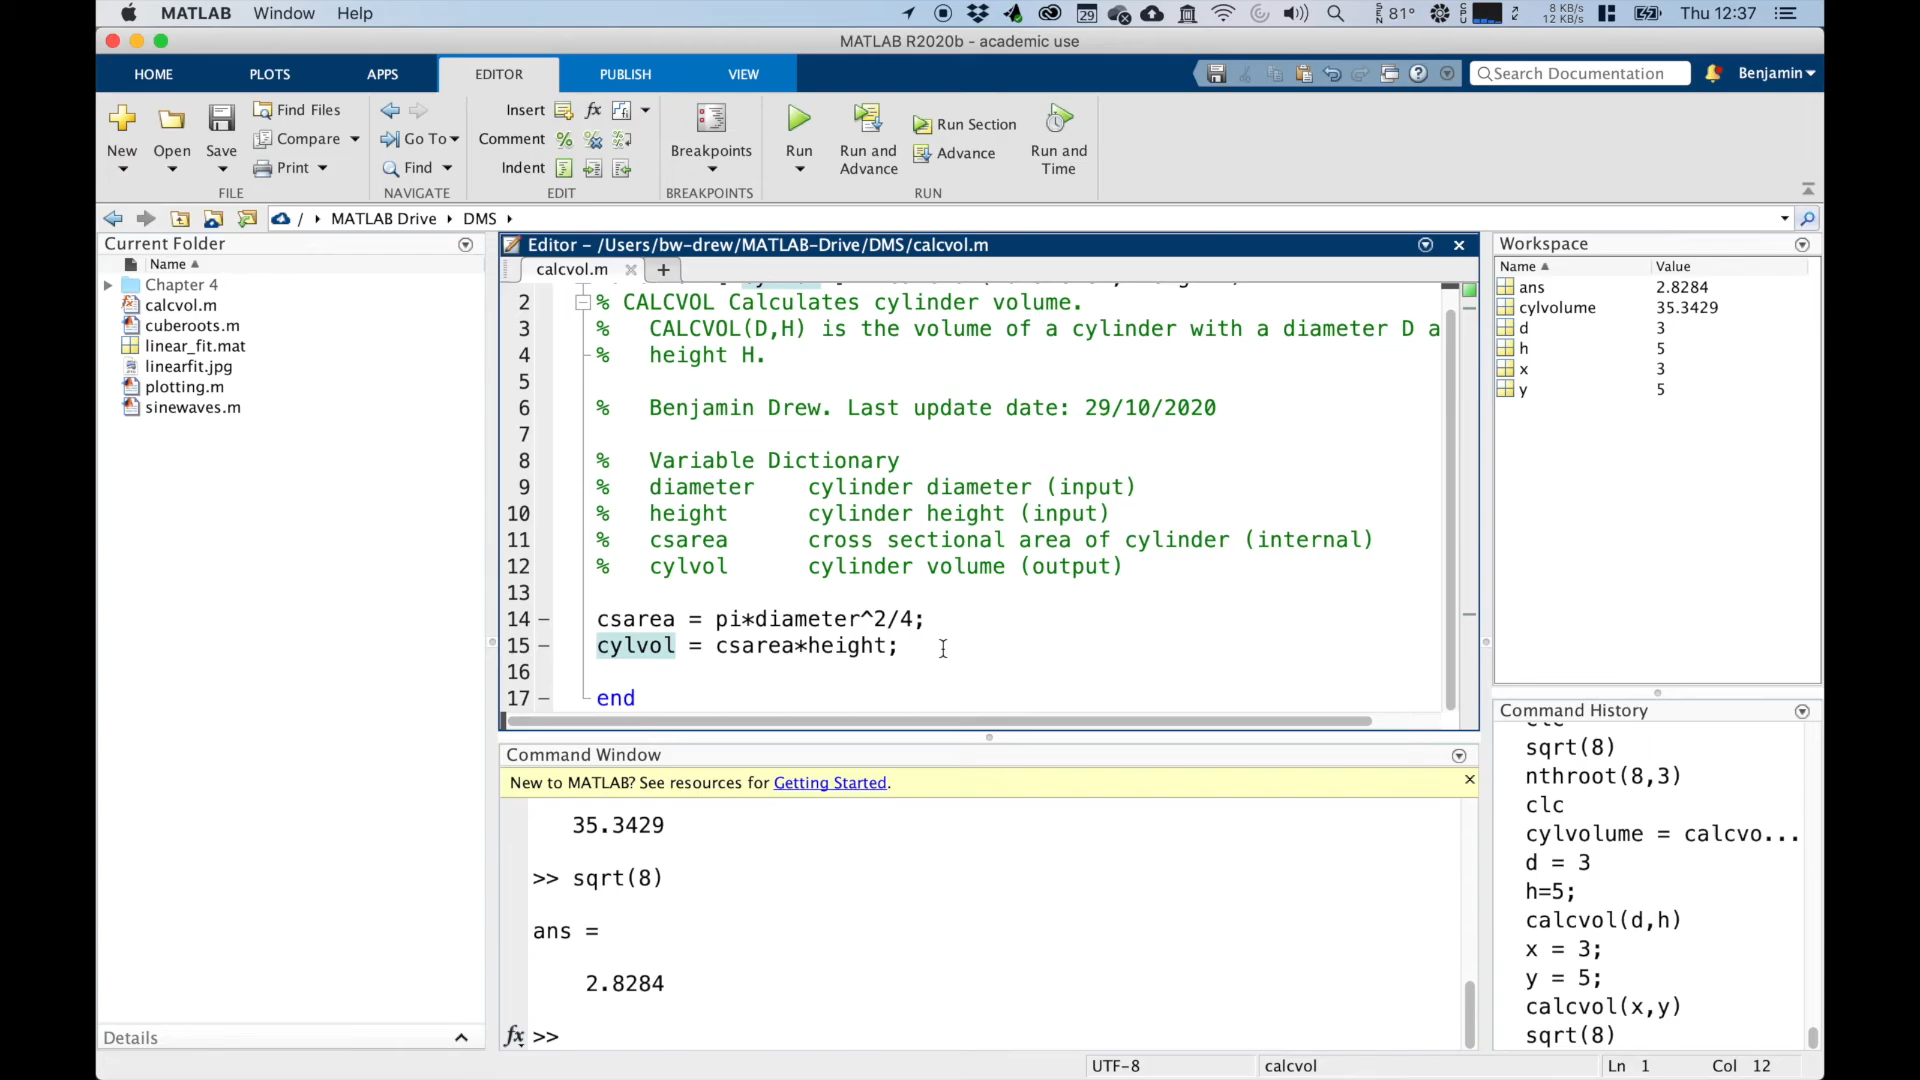 MATLAB Window Help
29 81° 8 KB/s 12 KB/s Thu 12:37
MATLAB R2020b - academic use
HOME PLOTS APPS EDITOR PUBLISH VIEW
Search Documentation Benjamin
New Open Save
Find Files
Compare
Print
FILE
Go To
Find
NAVIGATE
Insert fx
Comment
Indent
EDIT
Breakpoints
BREAKPOINTS
Run
Run and Advance
Run Section
Advance
Run and Time
RUN
/ MATLAB Drive DMS
Current Folder
Name
Chapter 4
calcvol.m
cuberoots.m
linear_fit.mat
linearfit.jpg
plotting.m
sinewaves.m
Details
Editor – /Users/bw-drew/MATLAB-Drive/DMS/calcvol.m
calcvol.m +
2 % CALCVOL Calculates cylinder volume.
3 % CALCVOL(D,H) is the volume of a cylinder with a diameter D a
4 % height H.
5
6 % Benjamin Drew. Last update date: 29/10/2020
7
8 % Variable Dictionary
9 % diameter cylinder diameter (input)
10 % height cylinder height (input)
11 % csarea cross sectional area of cylinder (internal)
12 % cylvol cylinder volume (output)
13
14 – csarea = pi*diameter^2/4;
15 – cylvol = csarea*height;
16
17 – end
Command Window
New to MATLAB? See resources for Getting Started.
35.3429
>> sqrt(8)
ans =
2.8284
fx >>
Workspace
Name Value
ans 2.8284
cylvolume 35.3429
d 3
h 5
x 3
y 5
Command History
sqrt(8)
nthroot(8,3)
clc
cylvolume = calcvo...
d = 3
h=5;
calcvol(d,h)
x = 3;
y = 5;
calcvol(x,y)
sqrt(8)
UTF-8 calcvol Ln 1 Col 12